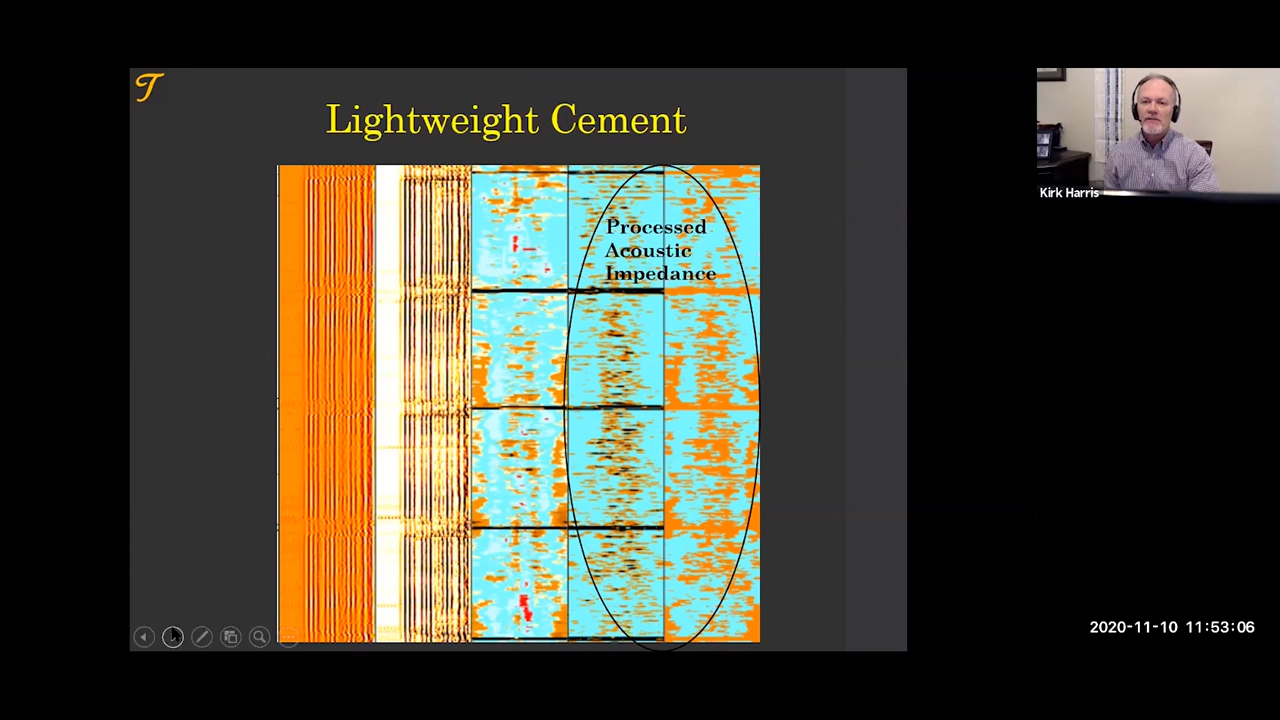 T
Lightweight Cement
Processed
Acoustic
Impedance
Kirk Harris
2020-11-10 11:53:06